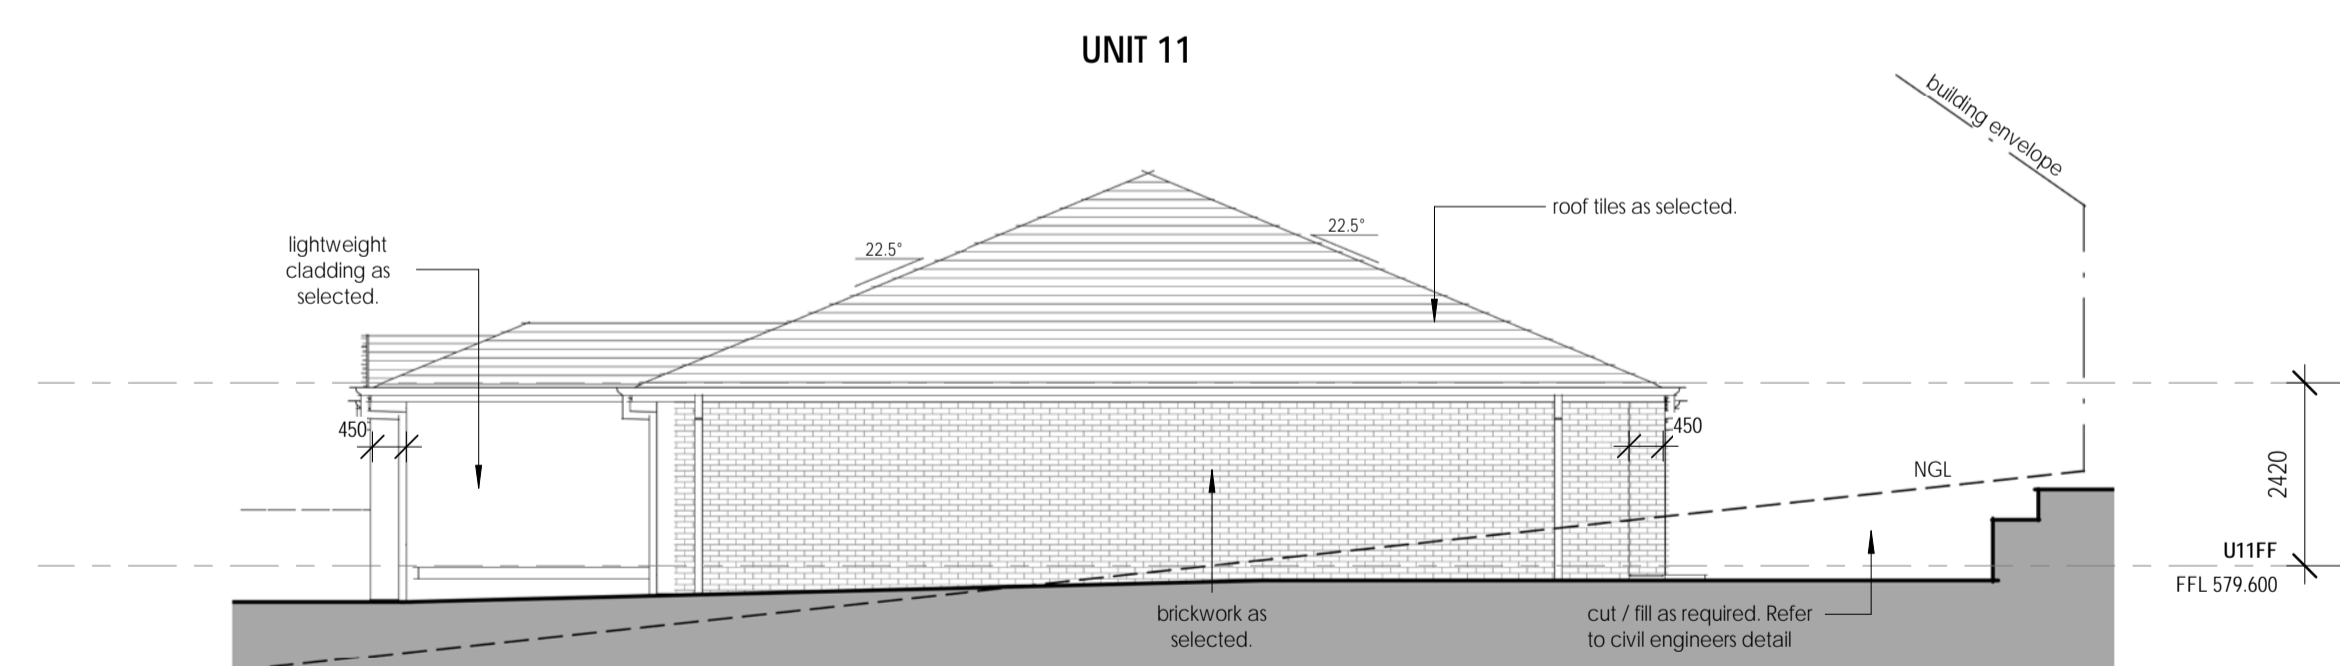 UNIT 11
building envelope
roof tiles as selected.
22.5°
22.5°
lightweight
cladding as
selected.
450
450
NGL
2420
U11FF
FFL 579.600
brickwork as
selected.
cut / fill as required. Refer
to civil engineers detail